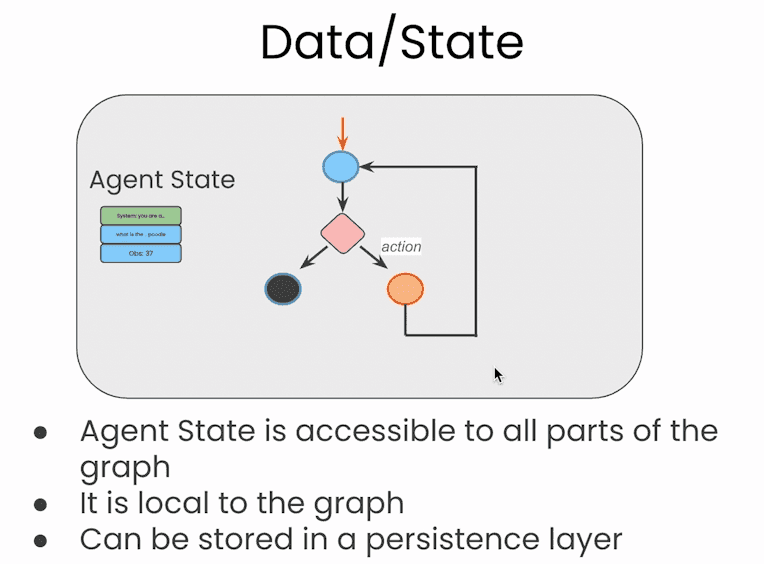 Data/State
Agent State
System: you are a..
what is the . poodle
Obs: 37
action
● Agent State is accessible to all parts of the
graph
● It is local to the graph
● Can be stored in a persistence layer